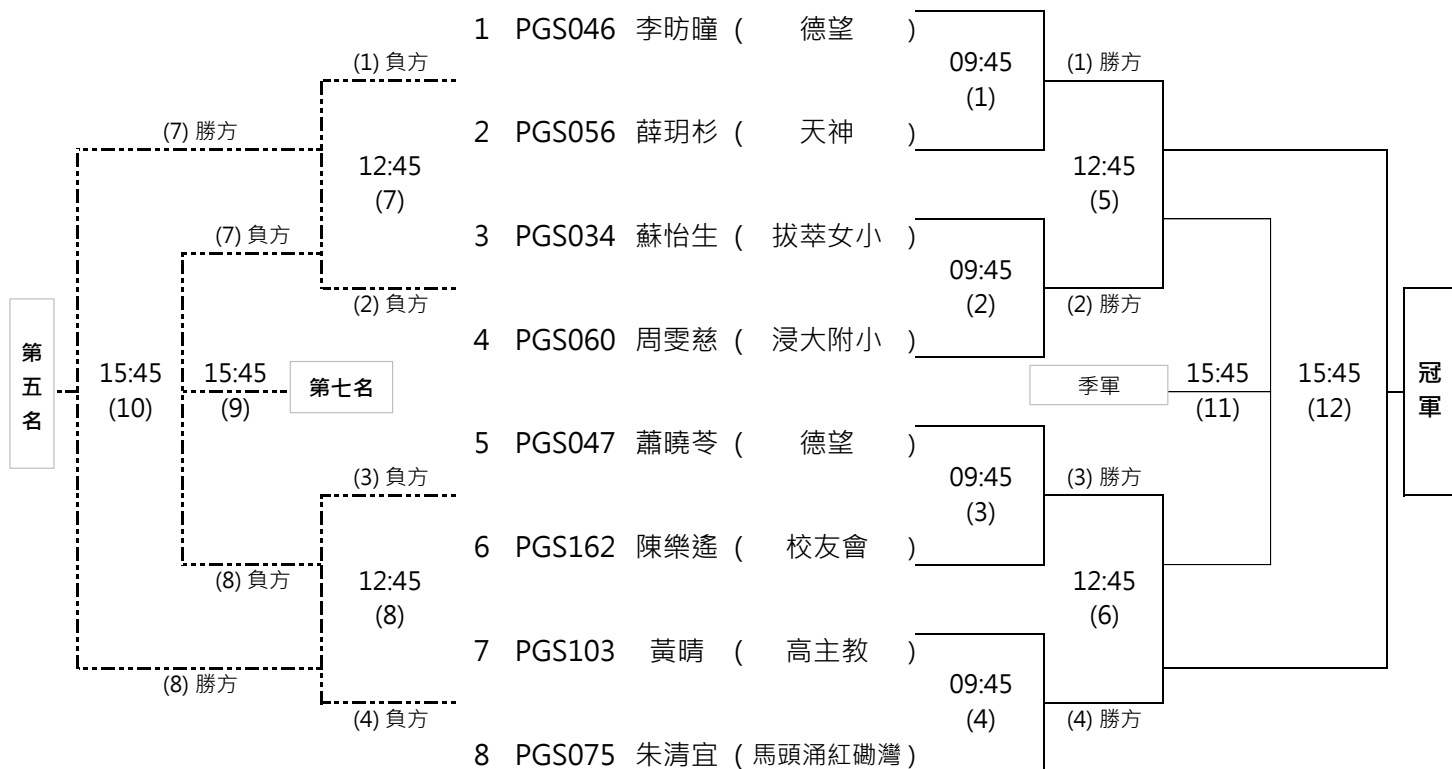 1 PGS046 李昉曈 ( 德望 )
(1) 負方
09:45
(1)
(1) 勝方
(7) 勝方
2 PGS056 薛玥杉 ( 天神 )
12:45
(7)
12:45
(5)
(7) 負方
3 PGS034 蘇怡生 ( 拔萃女小 )
(2) 負方
09:45
(2)
(2) 勝方
4 PGS060 周雯慈 ( 浸大附小 )
第五名
15:45
(10)
15:45
(9)
第七名
季軍
15:45
(11)
15:45
(12)
冠軍
5 PGS047 蕭曉苓 ( 德望 )
(3) 負方
09:45
(3)
(3) 勝方
6 PGS162 陳樂遙 ( 校友會 )
(8) 負方
12:45
(8)
12:45
(6)
7 PGS103 黃晴 ( 高主教 )
(8) 勝方
09:45
(4)
(4) 負方
(4) 勝方
8 PGS075 朱清宜 ( 馬頭涌紅磡灣 )